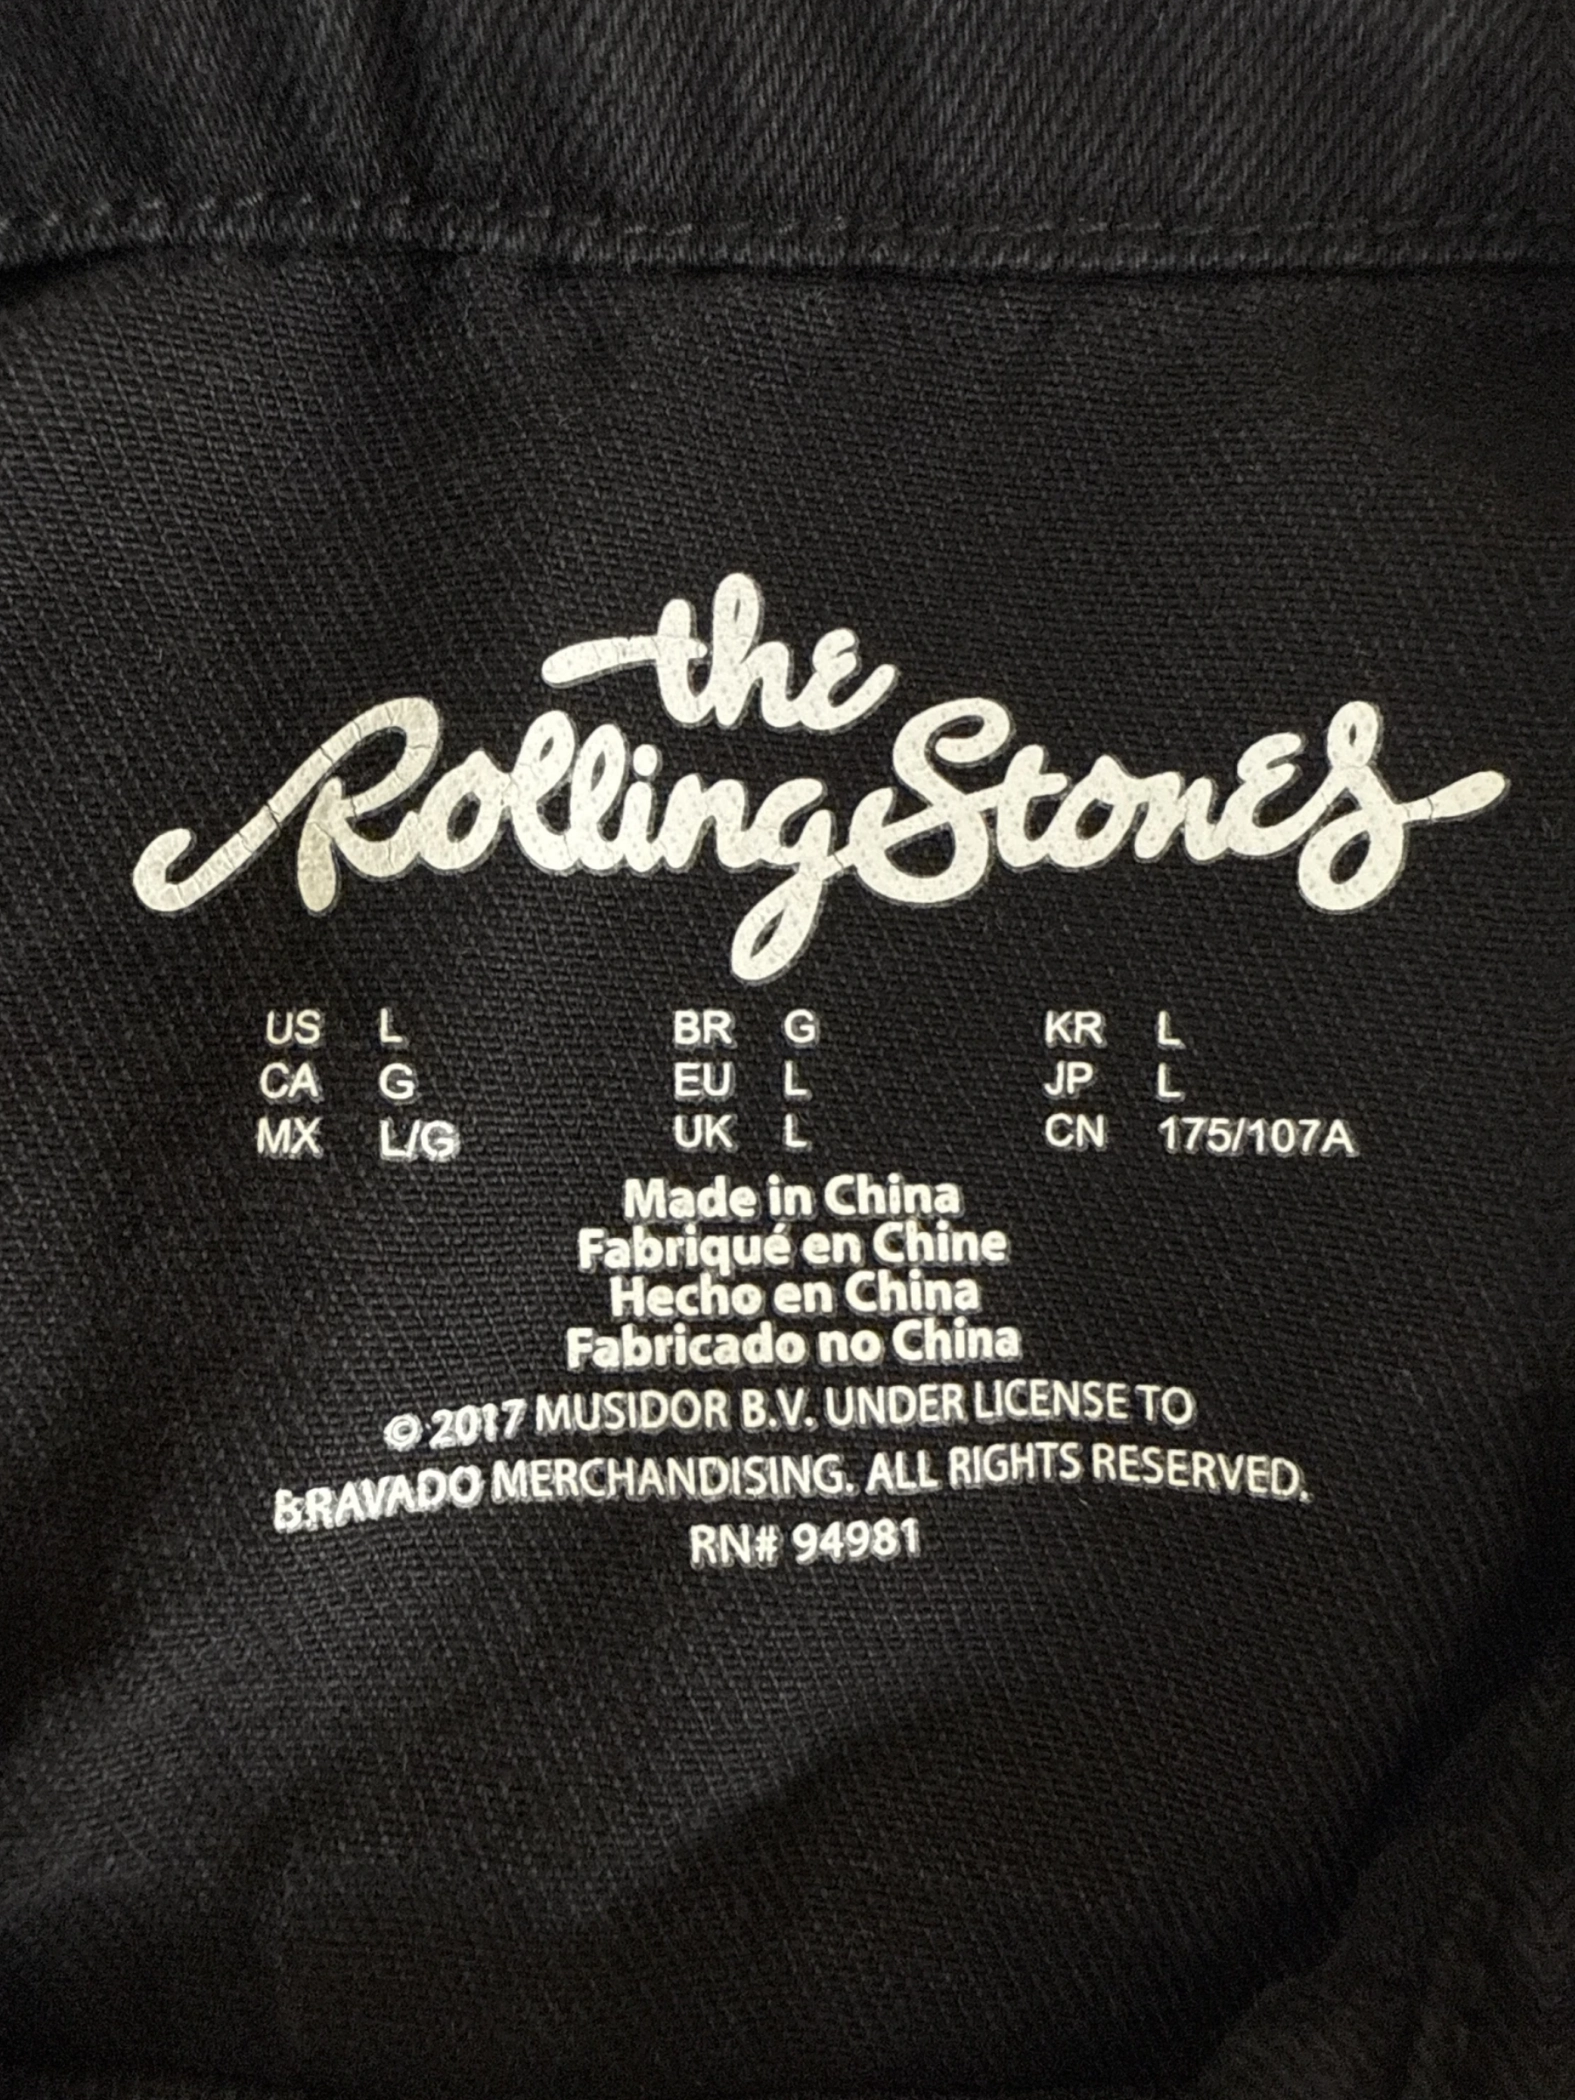 the
Rolling Stones
US L BR G KR L
CA G EU L JP L
MX L/G UK L CN 175/107A
Made in China
Fabriqué en Chine
Hecho en China
Fabricado no China
© 2017 MUSIDOR B.V. UNDER LICENSE TO
BRAVADO MERCHANDISING. ALL RIGHTS RESERVED.
RN# 94981